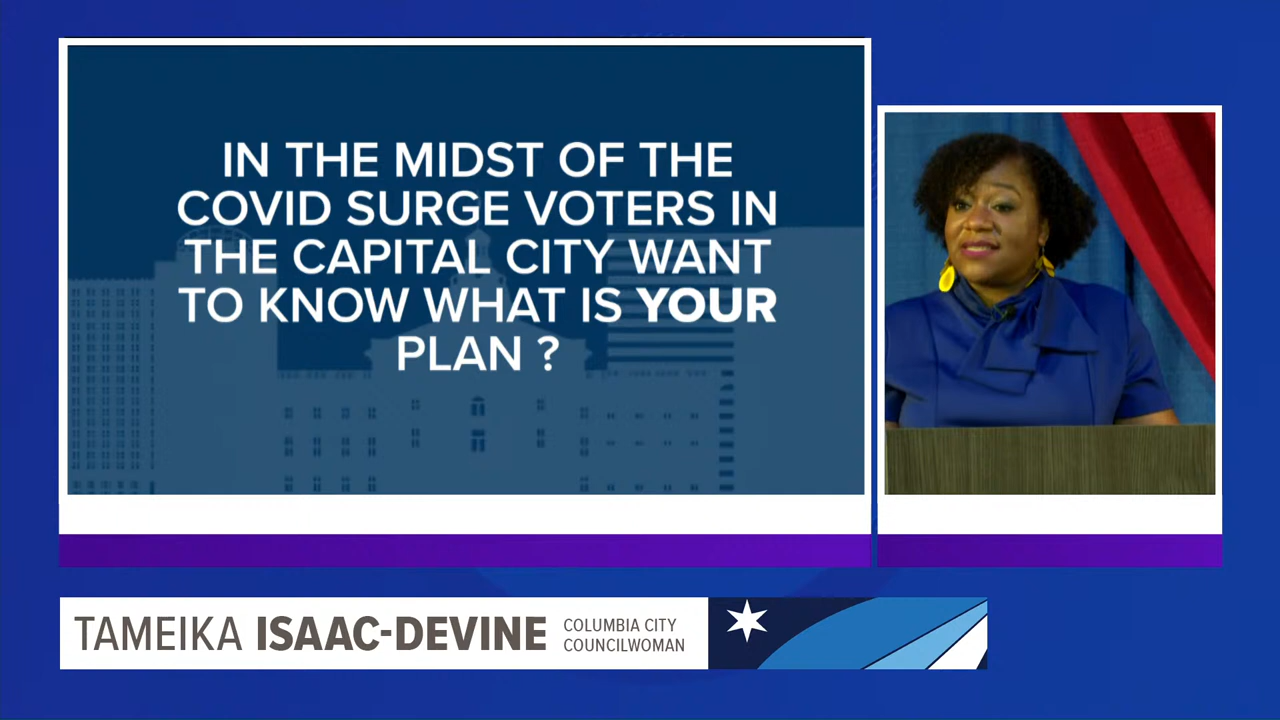 IN THE MIDST OF THE
COVID SURGE VOTERS IN
THE CAPITAL CITY WANT
TO KNOW WHAT IS YOUR
PLAN ?
TAMEIKA ISAAC-DEVINE
COLUMBIA CITY
COUNCILWOMAN